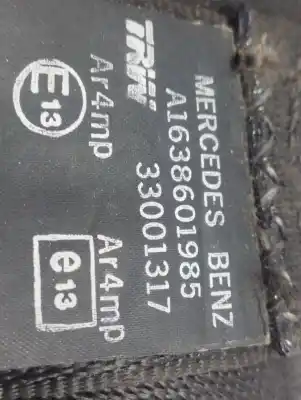 MERCEDES BENZ
A1638601985
TRW 33001317
Ar4mp Ar4mp
E13 e13